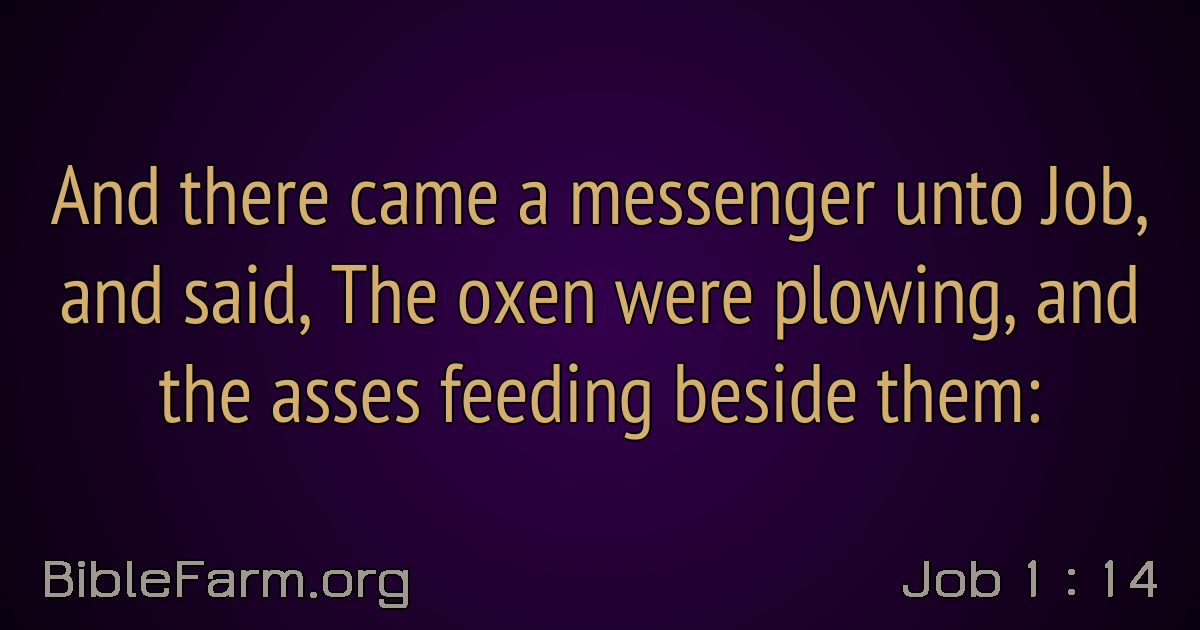 And there came a messenger unto Job,
and said, The oxen were plowing, and
the asses feeding beside them:
BibleFarm.org
Job 1 : 14